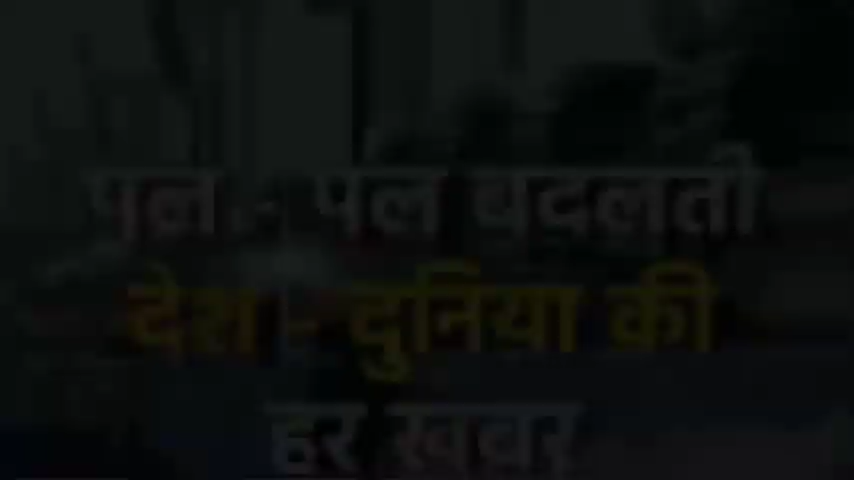 पल - पल बदलती
देश - दुनिया की
हर खबर